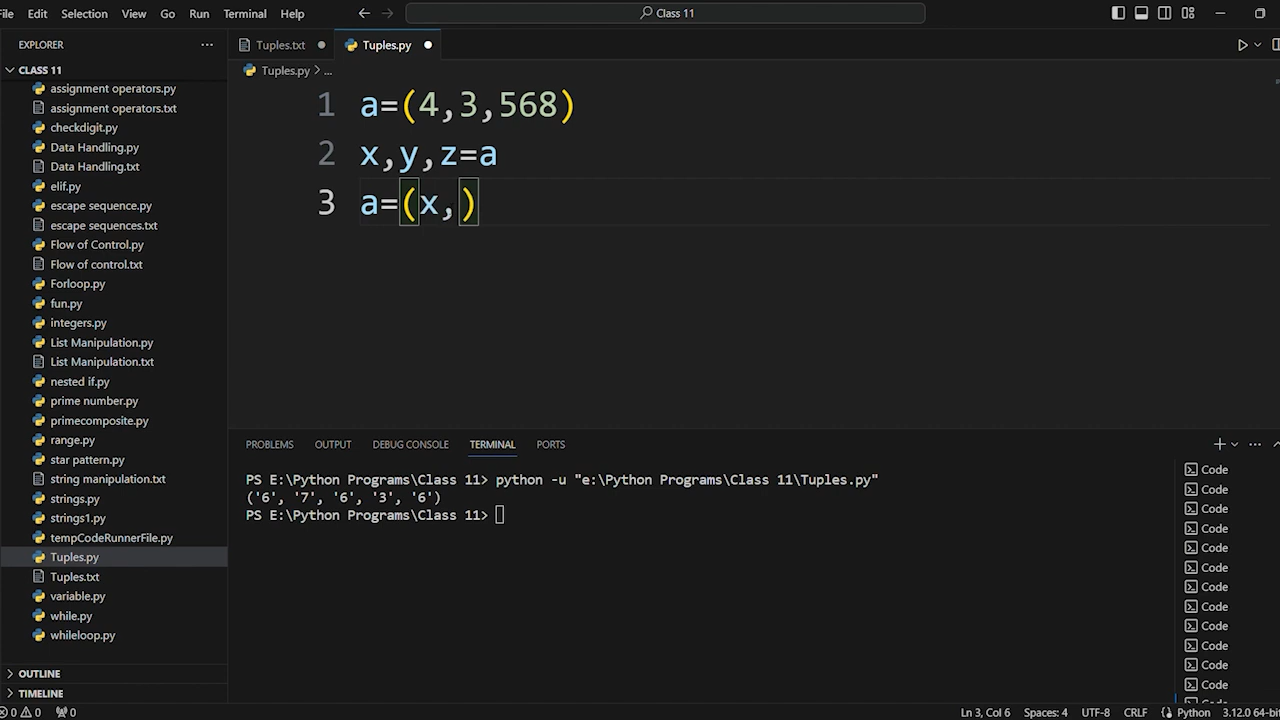 File Edit Selection View Go Run Terminal Help
Class 11
EXPLORER
CLASS 11
assignment operators.py
assignment operators.txt
checkdigit.py
Data Handling.py
Data Handling.txt
elif.py
escape sequence.py
escape sequences.txt
Flow of Control.py
Flow of control.txt
Forloop.py
fun.py
integers.py
List Manipulation.py
List Manipulation.txt
nested if.py
prime number.py
primecomposite.py
range.py
star pattern.py
string manipulation.txt
strings.py
strings1.py
tempCodeRunnerFile.py
Tuples.py
Tuples.txt
variable.py
while.py
whileloop.py
OUTLINE
TIMELINE
Tuples.txt Tuples.py
Tuples.py > ...
1 a=(4,3,568)
2 x,y,z=a
3 a=(x,)
PROBLEMS OUTPUT DEBUG CONSOLE TERMINAL PORTS
PS E:\Python Programs\Class 11> python -u "e:\Python Programs\Class 11\Tuples.py"
('6', '7', '6', '3', '6')
PS E:\Python Programs\Class 11>
Code
Code
Code
Code
Code
Code
Code
Code
Code
Code
Code
Code
0 0 0 Ln 3, Col 6 Spaces: 4 UTF-8 CRLF Python 3.12.0 64-bit